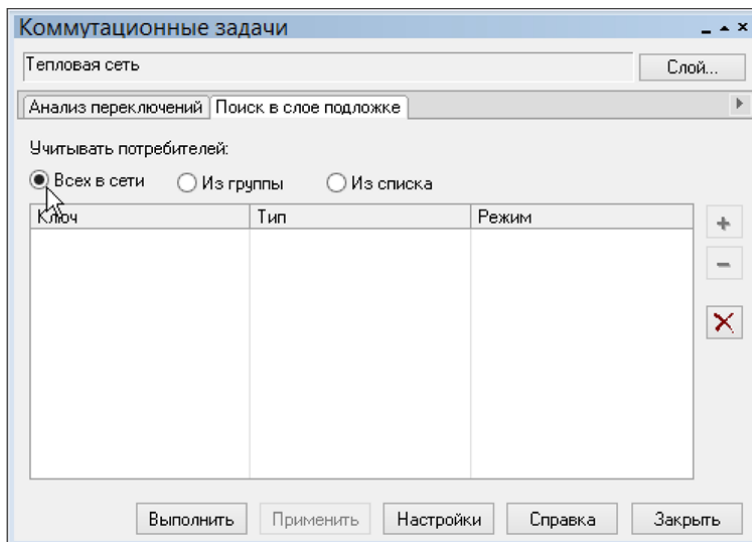 Коммутационные задачи
Тепловая сеть
Слой...
Анализ переключений Поиск в слое подложке
Учитывать потребителей:
Всех в сети Из группы Из списка
Ключ Тип Режим
Выполнить Применить Настройки Справка Закрыть